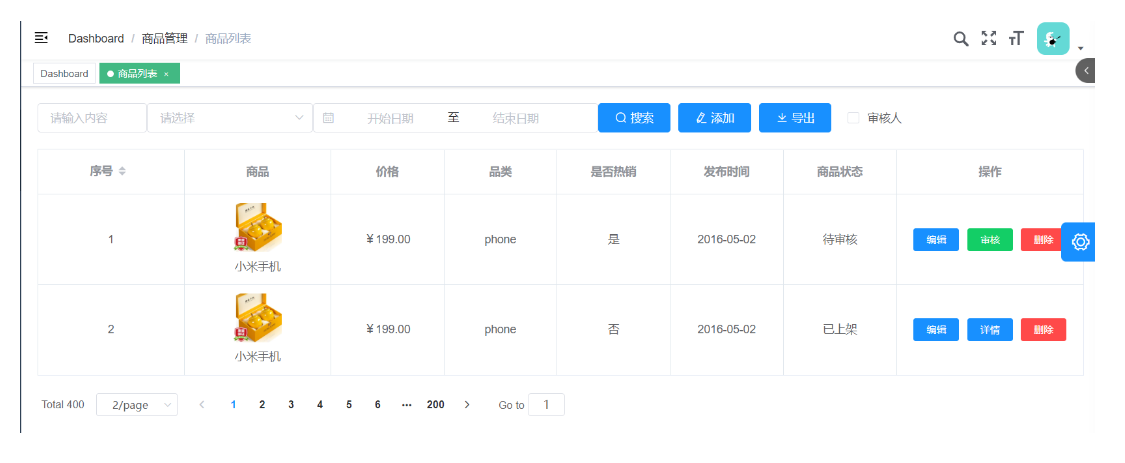 Dashboard / 商品管理 / 商品列表
Dashboard 商品列表 ×
请输入内容 请选择 开始日期 至 结束日期 搜索 添加 导出 审核人
序号 商品 价格 品类 是否热销 发布时间 商品状态 操作
1 ¥199.00 phone 是 2016-05-02 待审核 编辑 审核 删除
小米手机
2 ¥199.00 phone 否 2016-05-02 已上架 编辑 详情 删除
小米手机
Total 400 2/page < 1 2 3 4 5 6 ··· 200 > Go to 1